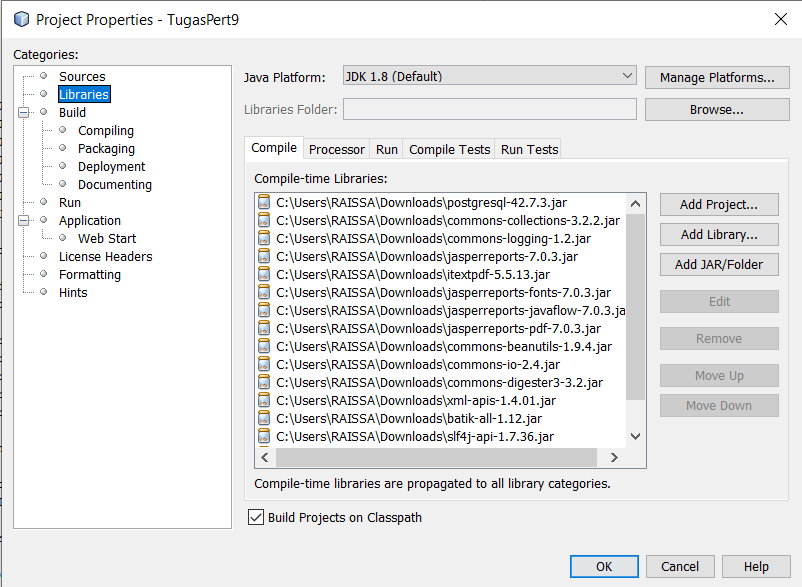 Project Properties - TugasPert9
Categories:
Sources
Libraries
Build
Compiling
Packaging
Deployment
Documenting
Run
Application
Web Start
License Headers
Formatting
Hints
Java Platform: JDK 1.8 (Default) Manage Platforms...
Libraries Folder: Browse...
Compile Processor Run Compile Tests Run Tests
Compile-time Libraries:
C:\Users\RAISSA\Downloads\postgresql-42.7.3.jar
C:\Users\RAISSA\Downloads\commons-collections-3.2.2.jar
C:\Users\RAISSA\Downloads\commons-logging-1.2.jar
C:\Users\RAISSA\Downloads\jasperreports-7.0.3.jar
C:\Users\RAISSA\Downloads\itextpdf-5.5.13.jar
C:\Users\RAISSA\Downloads\jasperreports-fonts-7.0.3.jar
C:\Users\RAISSA\Downloads\jasperreports-javaflow-7.0.3.ja
C:\Users\RAISSA\Downloads\jasperreports-pdf-7.0.3.jar
C:\Users\RAISSA\Downloads\commons-beanutils-1.9.4.jar
C:\Users\RAISSA\Downloads\commons-io-2.4.jar
C:\Users\RAISSA\Downloads\commons-digester3-3.2.jar
C:\Users\RAISSA\Downloads\xml-apis-1.4.01.jar
C:\Users\RAISSA\Downloads\batik-all-1.12.jar
C:\Users\RAISSA\Downloads\slf4j-api-1.7.36.jar
Add Project...
Add Library...
Add JAR/Folder
Edit
Remove
Move Up
Move Down
Compile-time libraries are propagated to all library categories.
Build Projects on Classpath
OK Cancel Help